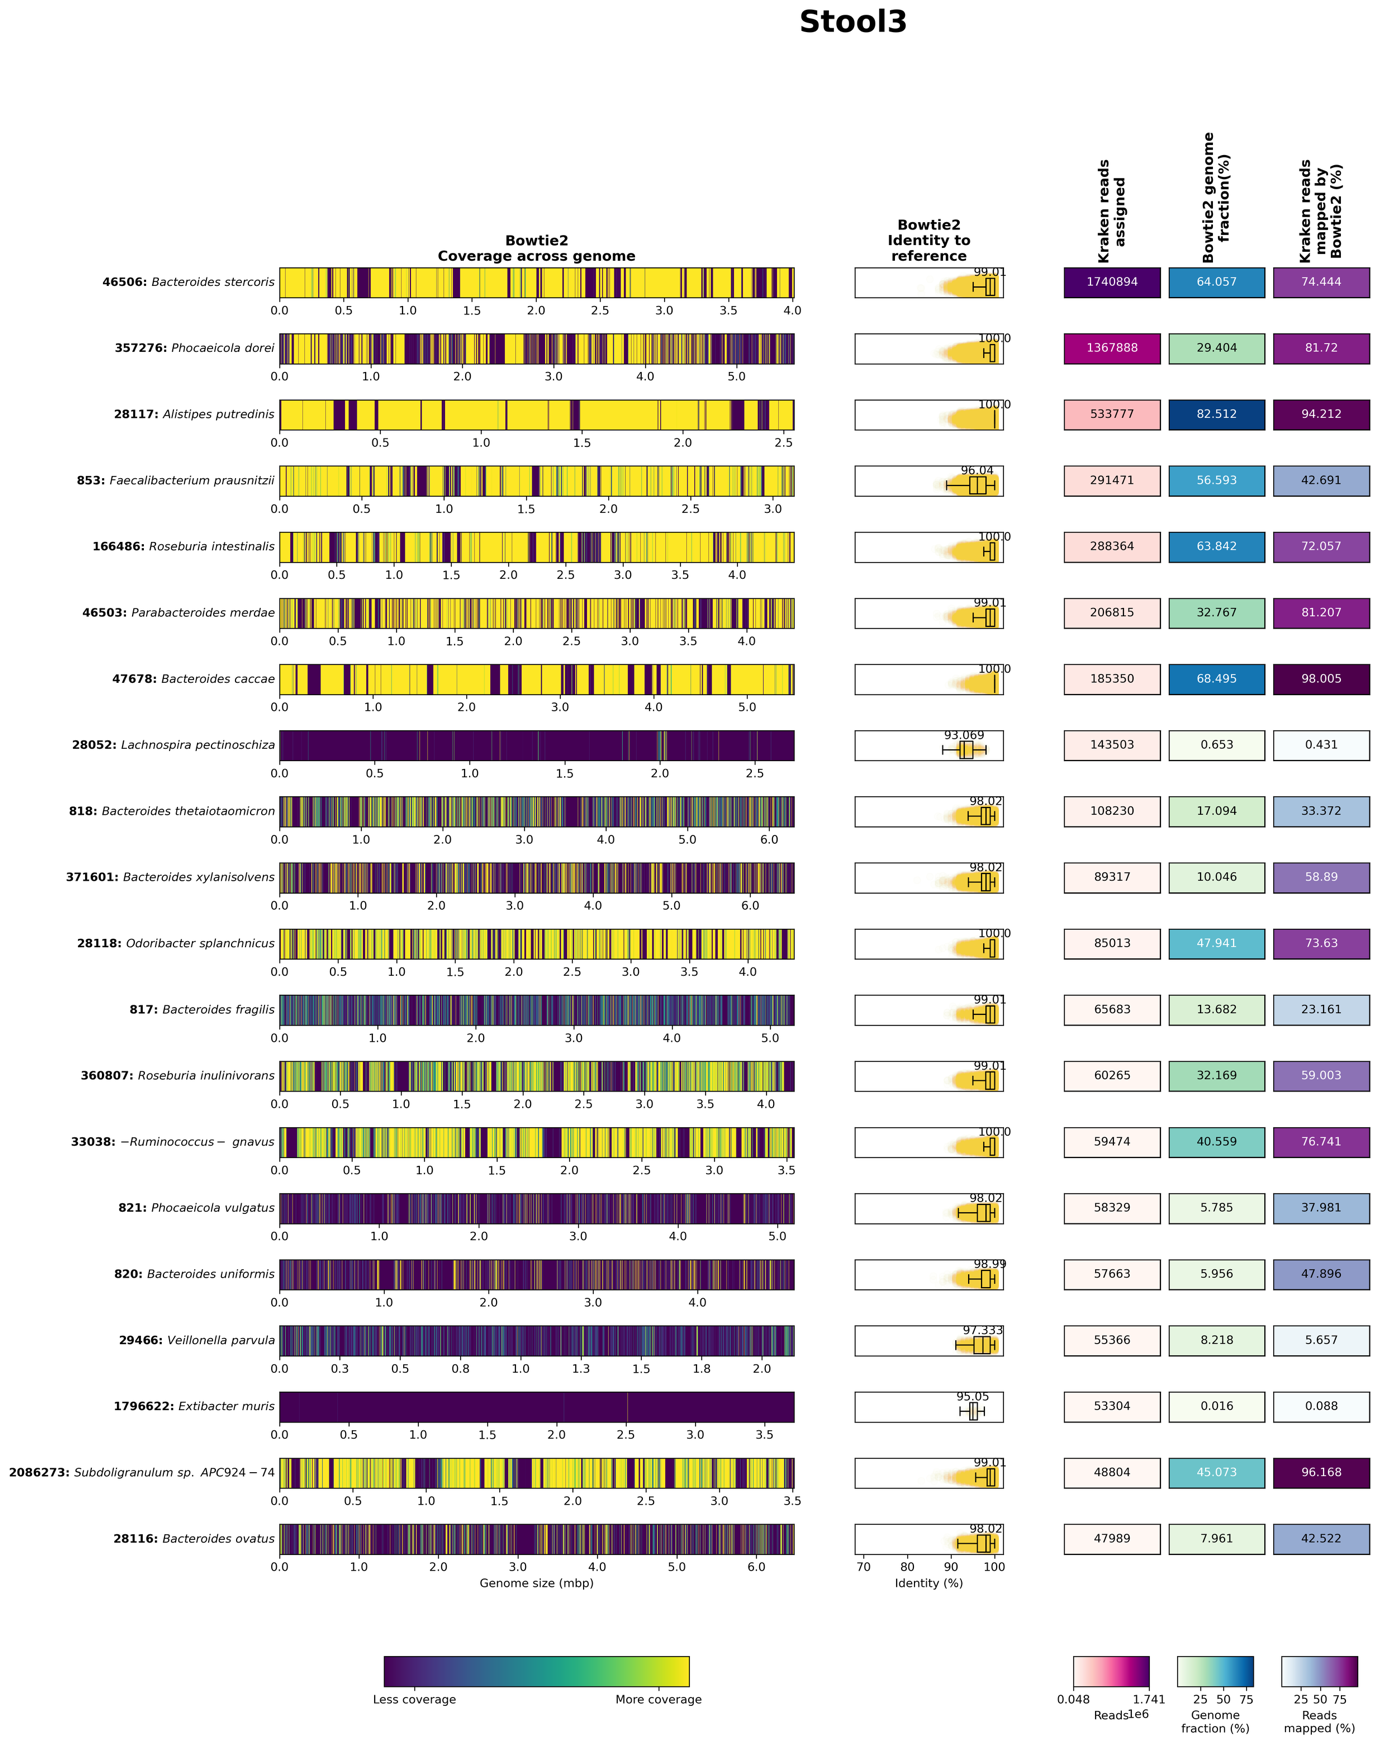 Stool3
Bowtie2
Coverage across genome
Bowtie2
Identity to
reference
Kraken reads
assigned
Bowtie2 genome
fraction(%)
Kraken reads
mapped by
Bowtie2 (%)
46506: Bacteroides stercoris 99.01 1740894 64.057 74.444
0.0 0.5 1.0 1.5 2.0 2.5 3.0 3.5 4.0
357276: Phocaeicola dorei 100.0 1367888 29.404 81.72
0.0 1.0 2.0 3.0 4.0 5.0
28117: Alistipes putredinis 100.0 533777 82.512 94.212
0.0 0.5 1.0 1.5 2.0 2.5
853: Faecalibacterium prausnitzii 96.04 291471 56.593 42.691
0.0 0.5 1.0 1.5 2.0 2.5 3.0
166486: Roseburia intestinalis 100.0 288364 63.842 72.057
0.0 0.5 1.0 1.5 2.0 2.5 3.0 3.5 4.0
46503: Parabacteroides merdae 99.01 206815 32.767 81.207
0.0 0.5 1.0 1.5 2.0 2.5 3.0 3.5 4.0
47678: Bacteroides caccae 100.0 185350 68.495 98.005
0.0 1.0 2.0 3.0 4.0 5.0
28052: Lachnospira pectinoschiza 93.069 143503 0.653 0.431
0.0 0.5 1.0 1.5 2.0 2.5
818: Bacteroides thetaiotaomicron 98.02 108230 17.094 33.372
0.0 1.0 2.0 3.0 4.0 5.0 6.0
371601: Bacteroides xylanisolvens 98.02 89317 10.046 58.89
0.0 1.0 2.0 3.0 4.0 5.0 6.0
28118: Odoribacter splanchnicus 100.0 85013 47.941 73.63
0.0 0.5 1.0 1.5 2.0 2.5 3.0 3.5 4.0
817: Bacteroides fragilis 99.01 65683 13.682 23.161
0.0 1.0 2.0 3.0 4.0 5.0
360807: Roseburia inulinivorans 99.01 60265 32.169 59.003
0.0 0.5 1.0 1.5 2.0 2.5 3.0 3.5 4.0
33038: −Ruminococcus− gnavus 100.0 59474 40.559 76.741
0.0 0.5 1.0 1.5 2.0 2.5 3.0 3.5
821: Phocaeicola vulgatus 98.02 58329 5.785 37.981
0.0 1.0 2.0 3.0 4.0 5.0
820: Bacteroides uniformis 98.99 57663 5.956 47.896
0.0 1.0 2.0 3.0 4.0
29466: Veillonella parvula 97.333 55366 8.218 5.657
0.0 0.3 0.5 0.8 1.0 1.3 1.5 1.8 2.0
1796622: Extibacter muris 95.05 53304 0.016 0.088
0.0 0.5 1.0 1.5 2.0 2.5 3.0 3.5
2086273: Subdoligranulum sp. APC924−74 99.01 48804 45.073 96.168
0.0 0.5 1.0 1.5 2.0 2.5 3.0 3.5
28116: Bacteroides ovatus 98.02 47989 7.961 42.522
0.0 1.0 2.0 3.0 4.0 5.0 6.0 70 80 90 100
Genome size (mbp) Identity (%)
Less coverage More coverage
0.048 1.741
1e6
Reads
25 50 75
Genome
fraction (%)
25 50 75
Reads
mapped (%)